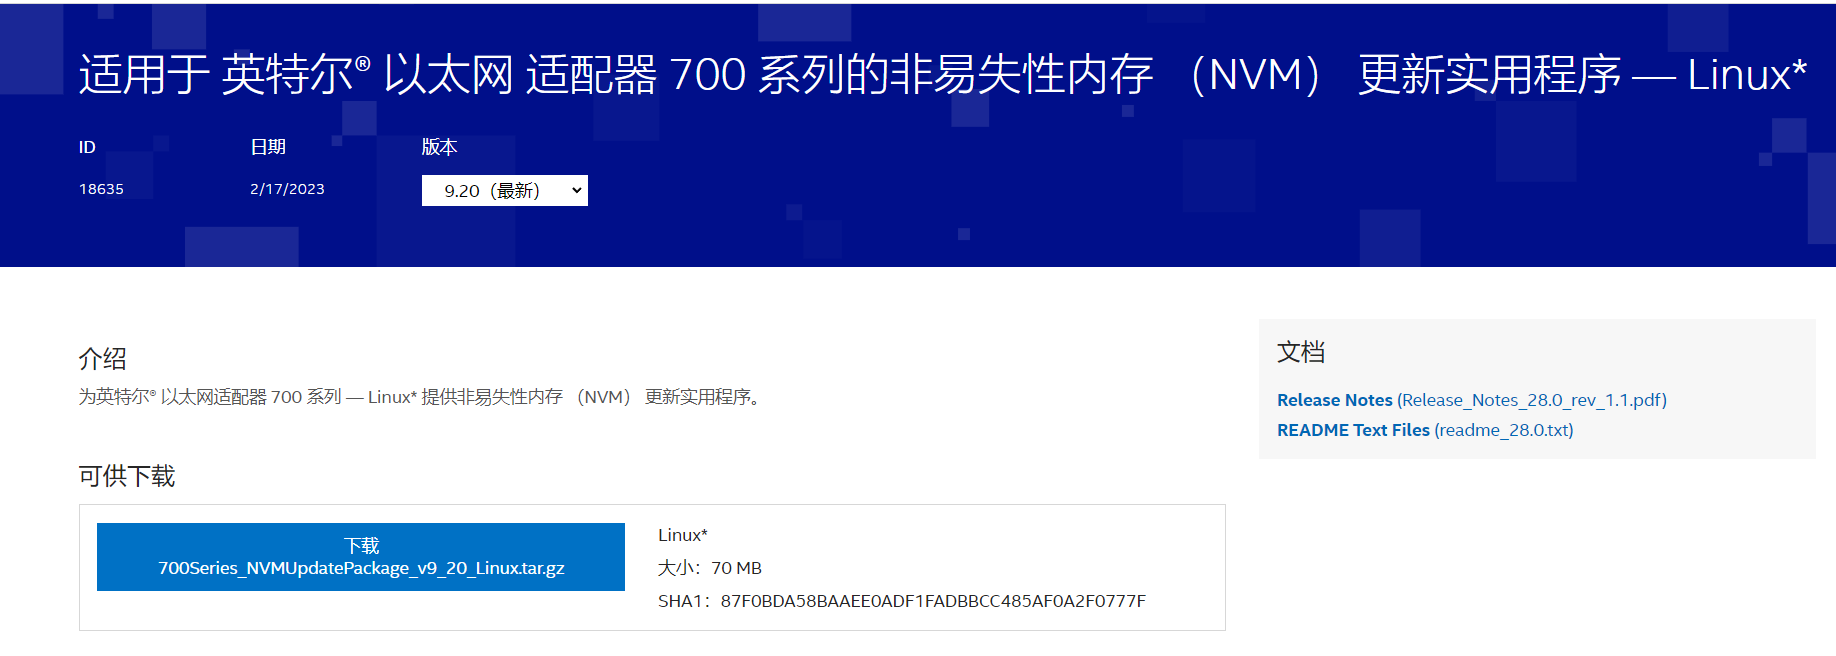 适用于 英特尔® 以太网 适配器 700 系列的非易失性内存 （NVM） 更新实用程序 — Linux*
ID
日期
版本
18635
2/17/2023
9.20（最新）
介绍
为英特尔® 以太网适配器 700 系列 — Linux* 提供非易失性内存 （NVM） 更新实用程序。
可供下载
下载
700Series_NVMUpdatePackage_v9_20_Linux.tar.gz
Linux*
大小：70 MB
SHA1：87F0BDA58BAAEE0ADF1FADBBCC485AF0A2F0777F
文档
Release Notes (Release_Notes_28.0_rev_1.1.pdf)
README Text Files (readme_28.0.txt)